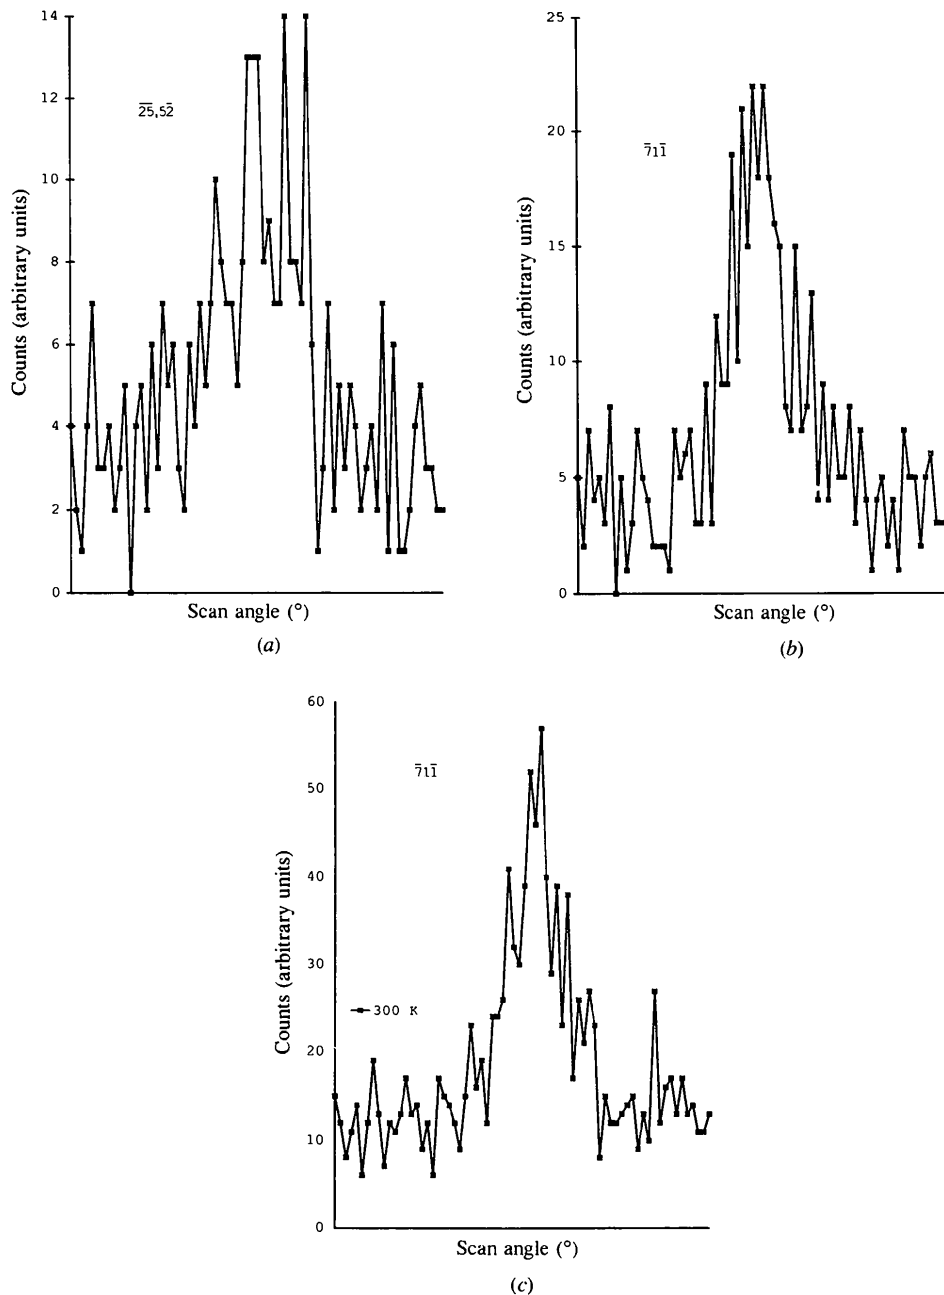 14
12
10
8
6
4
2
0
Counts (arbitrary units)
2̅5̅,52̅
Scan angle (°)
(a)
25
20
15
10
5
0
Counts (arbitrary units)
7̅11̅
Scan angle (°)
(b)
60
50
40
30
20
10
0
Counts (arbitrary units)
7̅11̅
300 K
Scan angle (°)
(c)